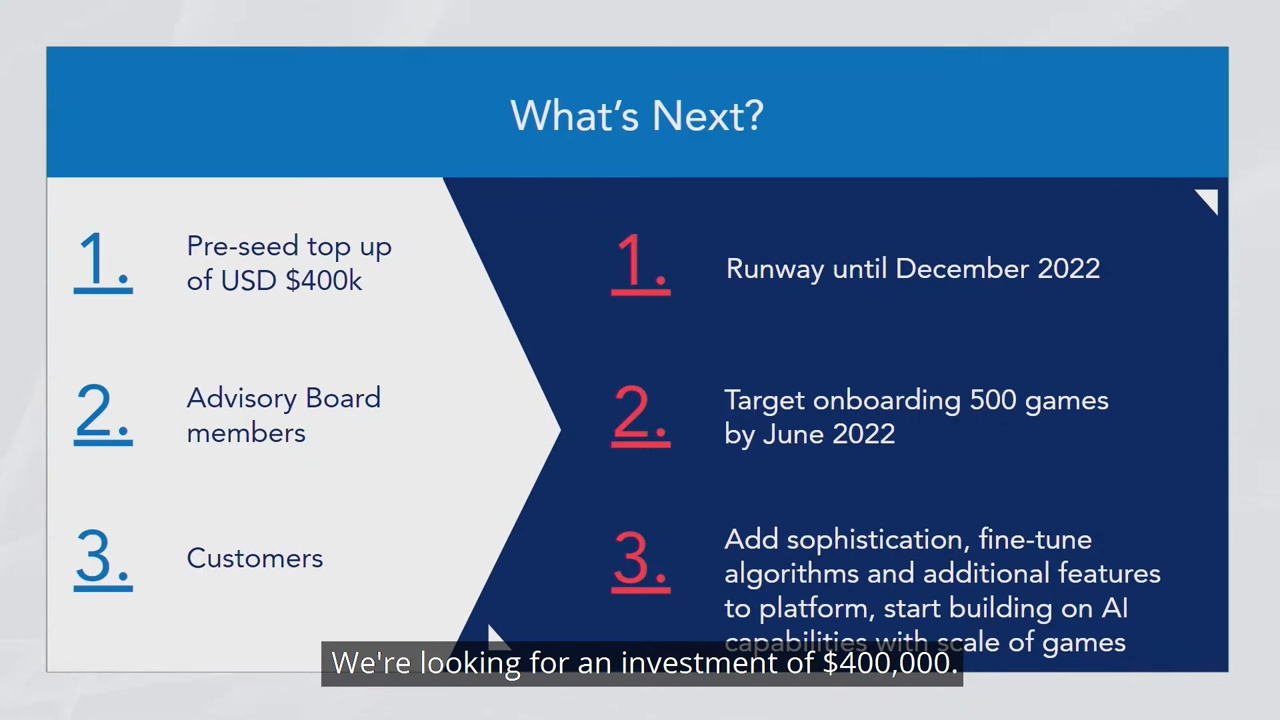 What's Next?
1.
Pre-seed top up
of USD $400k
2.
Advisory Board
members
3.
Customers
1.
Runway until December 2022
2.
Target onboarding 500 games
by June 2022
3.
Add sophistication, fine-tune
algorithms and additional features
to platform, start building on AI
capabilities with scale of games
We're looking for an investment of $400,000.